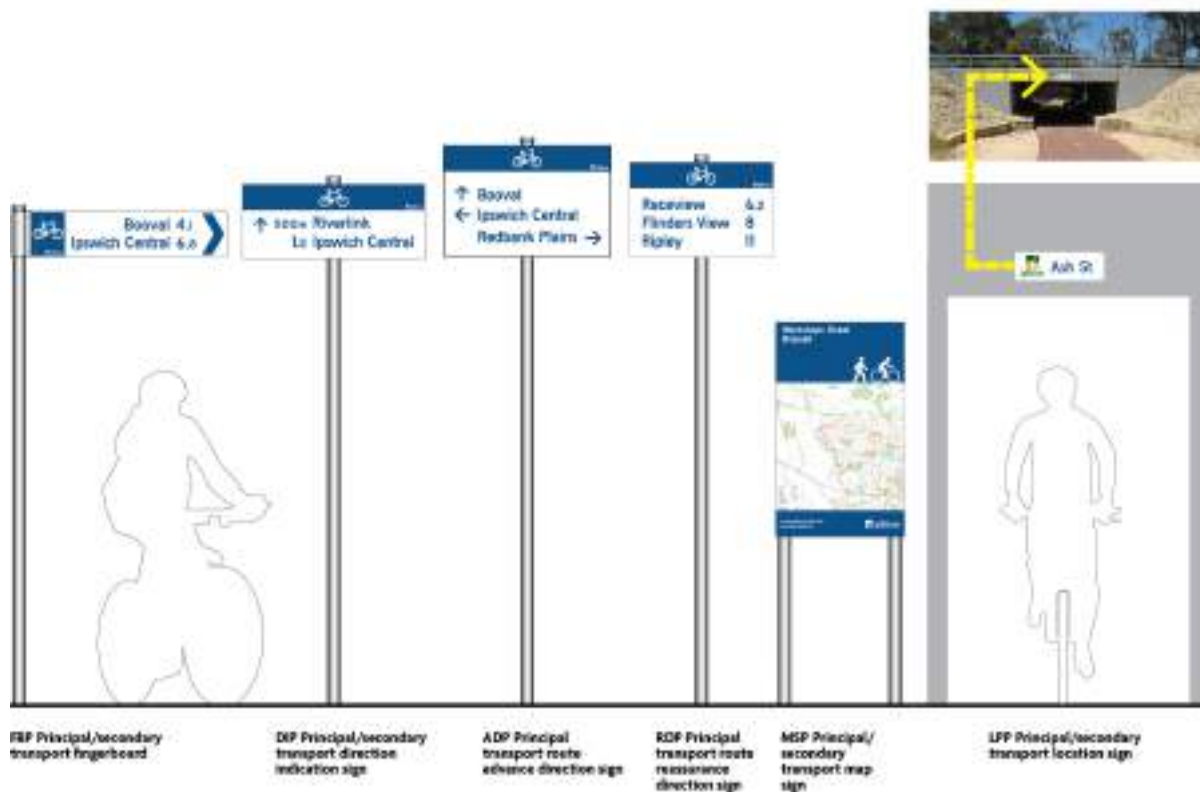 Booval 4.1
Ipswich Central 6.8
500m Riverlink
Ipswich Central
Booval
Ipswich Central
Redbank Plains
Raceview 6.2
Flinders View 8
Ripley 11
Booval
Ash St
FBP Principal/secondary
transport fingerboard
DIP Principal/secondary
transport direction
indication sign
ADP Principal
transport route
advance direction sign
RDP Principal
transport route
reassurance
direction sign
MSP Principal/
secondary
transport map
sign
LPP Principal/secondary
transport location sign